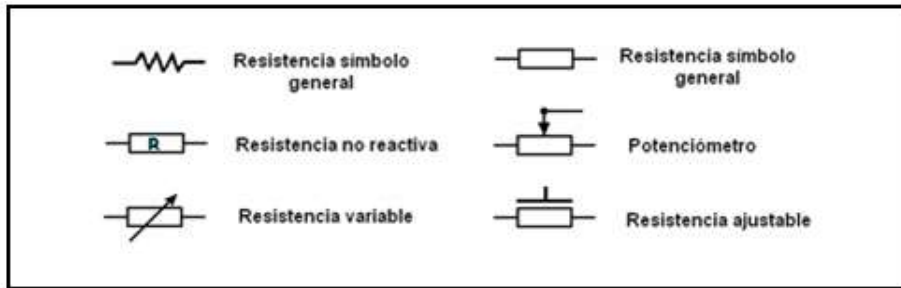 Resistencia símbolo
general
Resistencia símbolo
general
R
Resistencia no reactiva
Potenciómetro
Resistencia variable
Resistencia ajustable